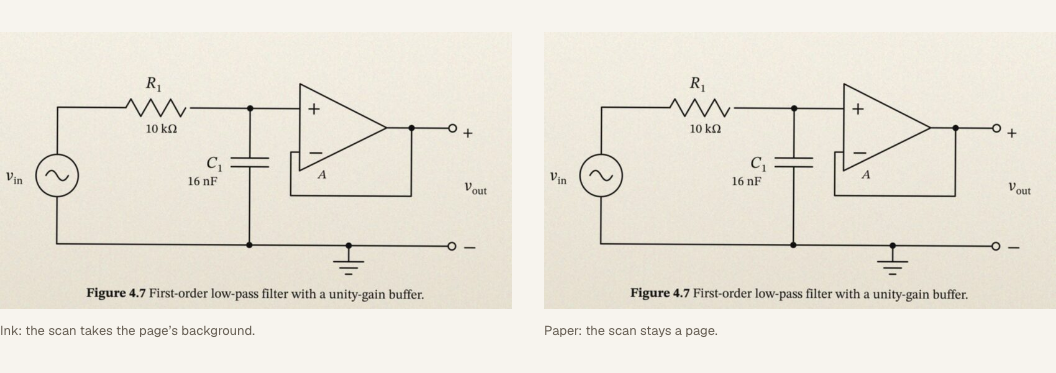 R1
10 kΩ
+
−
A
C1
16 nF
vin
+
vout
−
Figure 4.7 First-order low-pass filter with a unity-gain buffer.
Ink: the scan takes the page’s background.
R1
10 kΩ
+
−
A
C1
16 nF
vin
+
vout
−
Figure 4.7 First-order low-pass filter with a unity-gain buffer.
Paper: the scan stays a page.